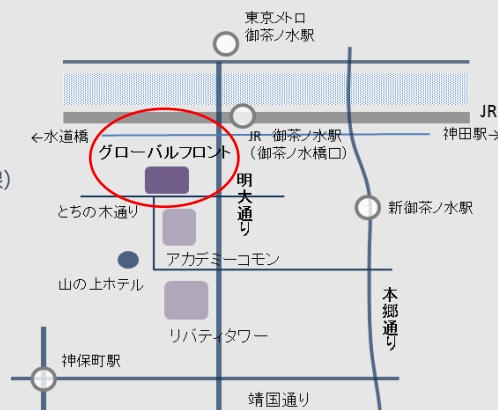 東京メトロ
御茶ノ水駅
JR
←水道橋
JR 御茶ノ水駅
(御茶ノ水橋口)
神田駅→
グローバルフロント
線)
明大通り
とちの木通り
新御茶ノ水駅
アカデミーコモン
山の上ホテル
本郷通り
リバティタワー
神保町駅
靖国通り